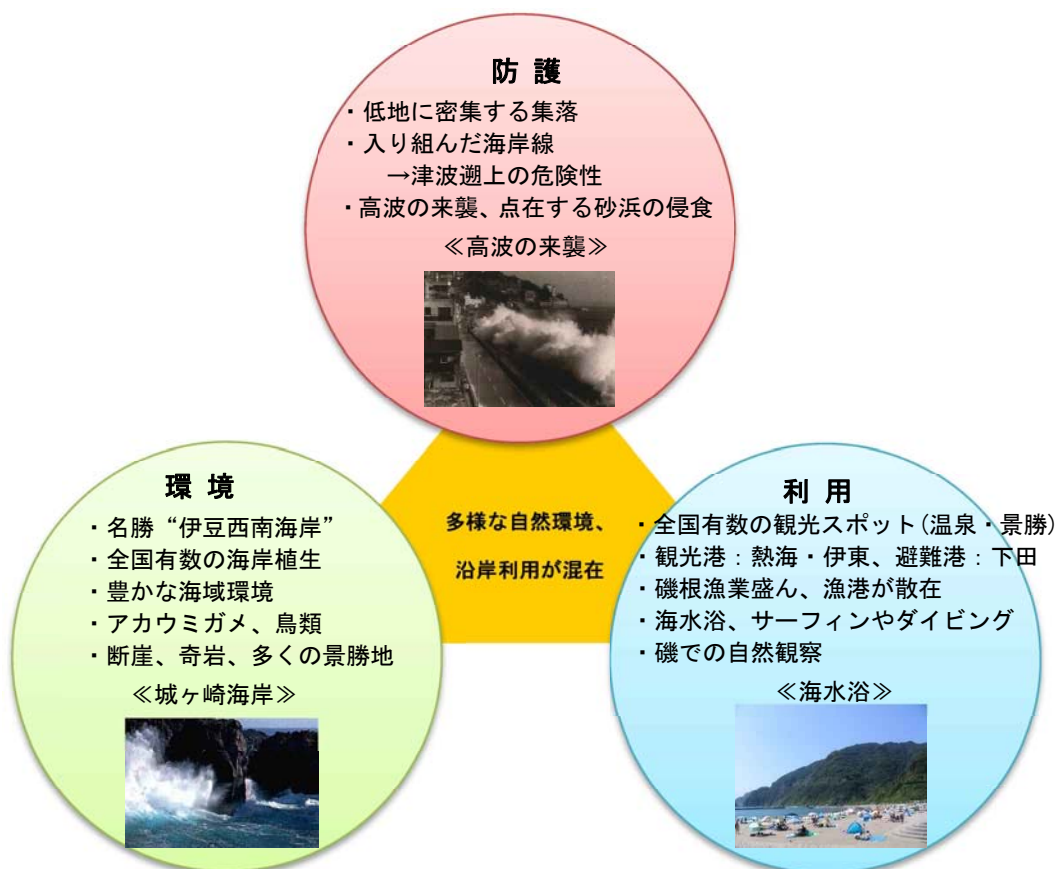 防 護
・低地に密集する集落
・入り組んだ海岸線
→津波遡上の危険性
・高波の来襲、点在する砂浜の侵食
≪高波の来襲≫
環 境
・名勝“伊豆西南海岸”
・全国有数の海岸植生
・豊かな海域環境
・アカウミガメ、鳥類
・断崖、奇岩、多くの景勝地
≪城ヶ崎海岸≫
多様な自然環境、
沿岸利用が混在
利 用
・全国有数の観光スポット(温泉・景勝)
・観光港：熱海・伊東、避難港：下田
・磯根漁業盛ん、漁港が散在
・海水浴、サーフィンやダイビング
・磯での自然観察
≪海水浴≫